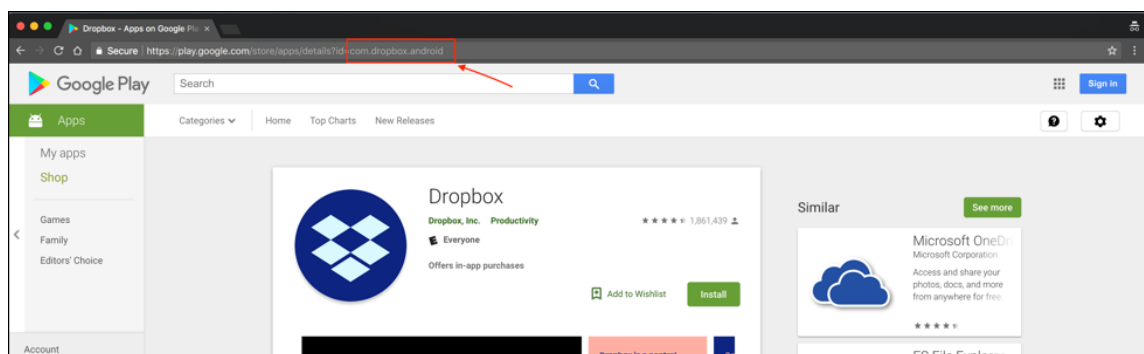 Dropbox - Apps on Google Pla
Secure https://play.google.com/store/apps/details?id=com.dropbox.android
Google Play
Search
Sign in
Apps
Categories Home Top Charts New Releases
My apps
Shop
Games
Family
Editors' Choice
Account
Dropbox
Dropbox, Inc. Productivity 1,861,439
Everyone
Offers in-app purchases
Add to Wishlist Install
Similar See more
Microsoft OneDri
Microsoft Corporation
Access and share your
photos, docs, and more
from anywhere for free.